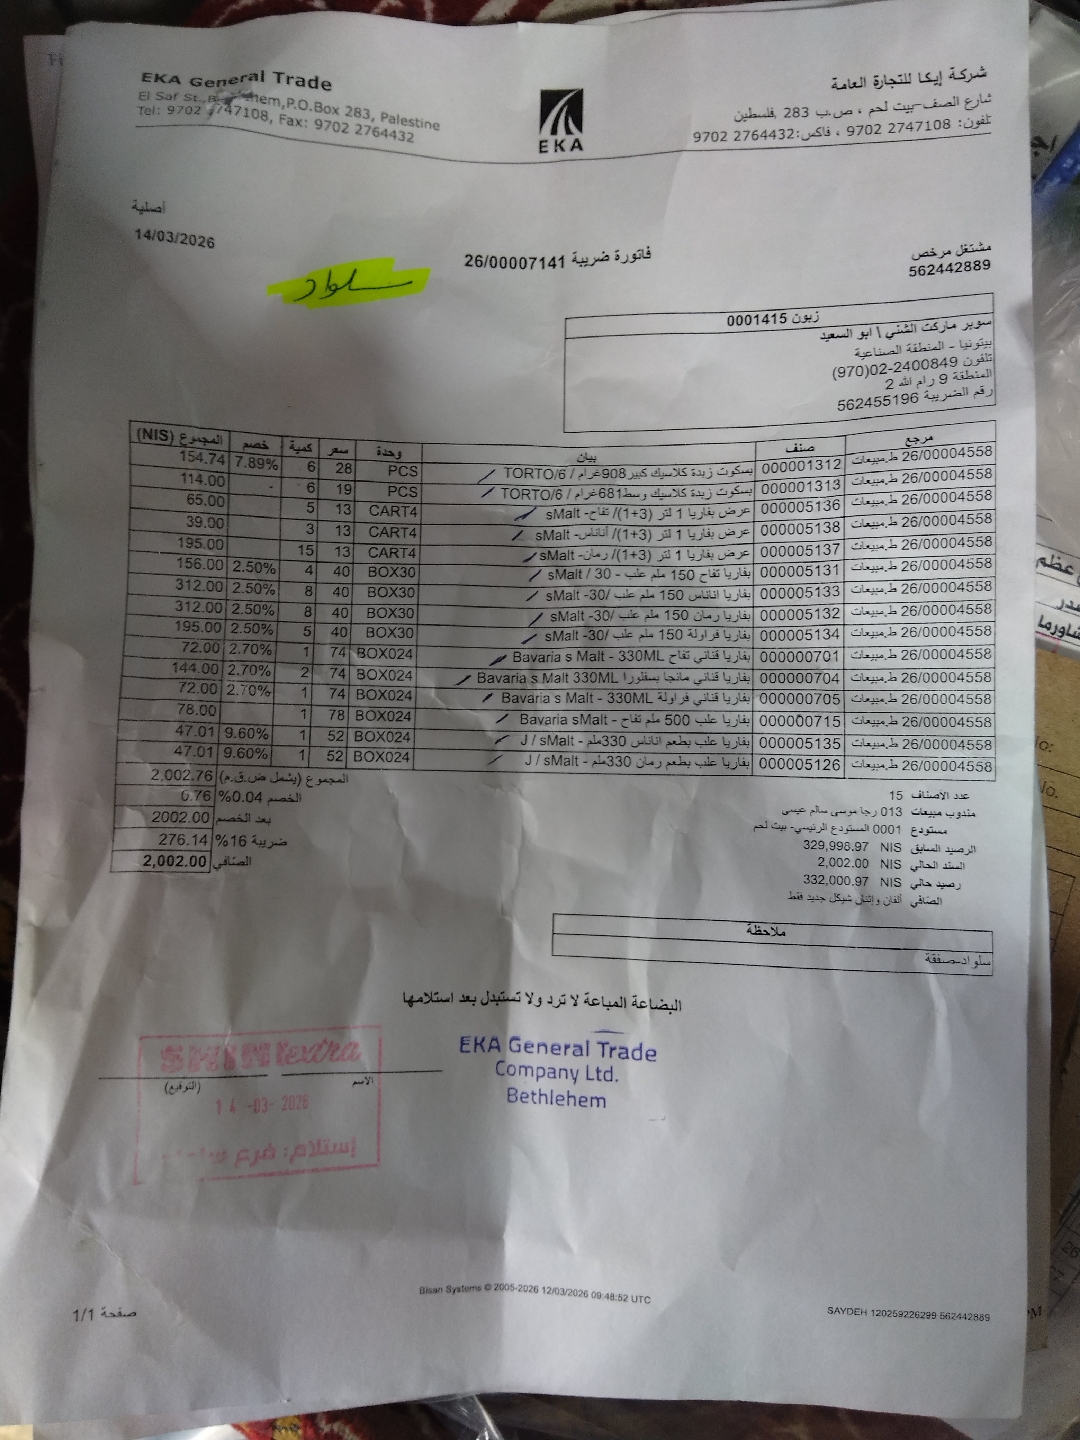 EKA General Trade
El Saf St., P.O.Box 283, Palestine
Tel: 9702 2747108, Fax: 9702 2764432
EKA
شركة إيكا للتجارة العامة
شارع الصف-بيت لحم ، ص.ب 283 ,فلسطين
تلفون: 2747108 9702 ، فاكس:2764432 9702
أصلية
14/03/2026
فاتورة ضريبة 26/00007141
مشتغل مرخص
562442889
سلواد
زبون 0001415
سوبر ماركت الشني \ ابو السعيد
بيتونيا - المنطقة الصناعية
تلفون 02-2400849(970)
المنطقة 9 رام الله 2
رقم الضريبة 562455196
مرجع صنف بيان وحدة سعر كمية خصم المجموع (NIS)
26/00004558 ط.مبيعات 000001312 بسكوت زبدة كلاسيك كبير908غرام / TORTO/6 PCS 28 6 7.89% 154.74
26/00004558 ط.مبيعات 000001313 بسكوت زبدة كلاسيك وسط681غرام / TORTO/6 PCS 19 6 - 114.00
26/00004558 ط.مبيعات 000005136 عرض بفاريا 1 لتر (3+1)/ تفاح- sMalt CART4 13 5 65.00
26/00004558 ط.مبيعات 000005138 عرض بفاريا 1 لتر (3+1)/ أناناس- sMalt CART4 13 3 39.00
26/00004558 ط.مبيعات 000005137 عرض بفاريا 1 لتر (3+1)/ رمان- sMalt CART4 13 15 195.00
26/00004558 ط.مبيعات 000005131 بفاريا تفاح 150 ملم علب - 30 / sMalt BOX30 40 4 2.50% 156.00
26/00004558 ط.مبيعات 000005133 بفاريا اناناس 150 ملم علب /30- sMalt BOX30 40 8 2.50% 312.00
26/00004558 ط.مبيعات 000005132 بفاريا رمان 150 ملم علب /30- sMalt BOX30 40 8 2.50% 312.00
26/00004558 ط.مبيعات 000005134 بفاريا فراولة 150 ملم علب /30- sMalt BOX30 40 5 2.50% 195.00
26/00004558 ط.مبيعات 000000701 بفاريا قناني تفاح Bavaria s Malt - 330ML BOX024 74 1 2.70% 72.00
26/00004558 ط.مبيعات 000000704 بفاريا قناني مانجا بسفلورا Bavaria s Malt 330ML BOX024 74 2 2.70% 144.00
26/00004558 ط.مبيعات 000000705 بفاريا قناني فراولة Bavaria s Malt - 330ML BOX024 74 1 2.70% 72.00
26/00004558 ط.مبيعات 000000715 بفاريا علب 500 ملم تفاح - Bavaria sMalt BOX024 78 1 78.00
26/00004558 ط.مبيعات 000005135 بفاريا علب بطعم اناناس 330ملم - J / sMalt BOX024 52 1 9.60% 47.01
26/00004558 ط.مبيعات 000005126 بفاريا علب بطعم رمان 330ملم - J / sMalt BOX024 52 1 9.60% 47.01
المجموع (يشمل ض.ق.م) 2,002.76
الخصم 0.04% 0.76
بعد الخصم 2002.00
ضريبة 16% 276.14
الصافي 2,002.00
عدد الاصناف 15
مندوب مبيعات 013 رجا موسى سالم عيسى
مستودع 0001 المستودع الرئيسي- بيت لحم
الرصيد السابق NIS 329,998.97
السند الحالي NIS 2,002.00
رصيد حالي NIS 332,000.97
الصافي ألفان وإثنان شيكل جديد فقط
ملاحظة
سلواد-صفقة
البضاعة المباعة لا ترد ولا تستبدل بعد استلامها
EKA General Trade
Company Ltd.
Bethlehem
الاسم
(التوقيع)
SHINI extra
14 -03- 2026
إستلام: فرع
Bisan Systems © 2005-2026 12/03/2026 09:48:52 UTC
SAYDEH 120259226299 562442889
صفحة 1/1